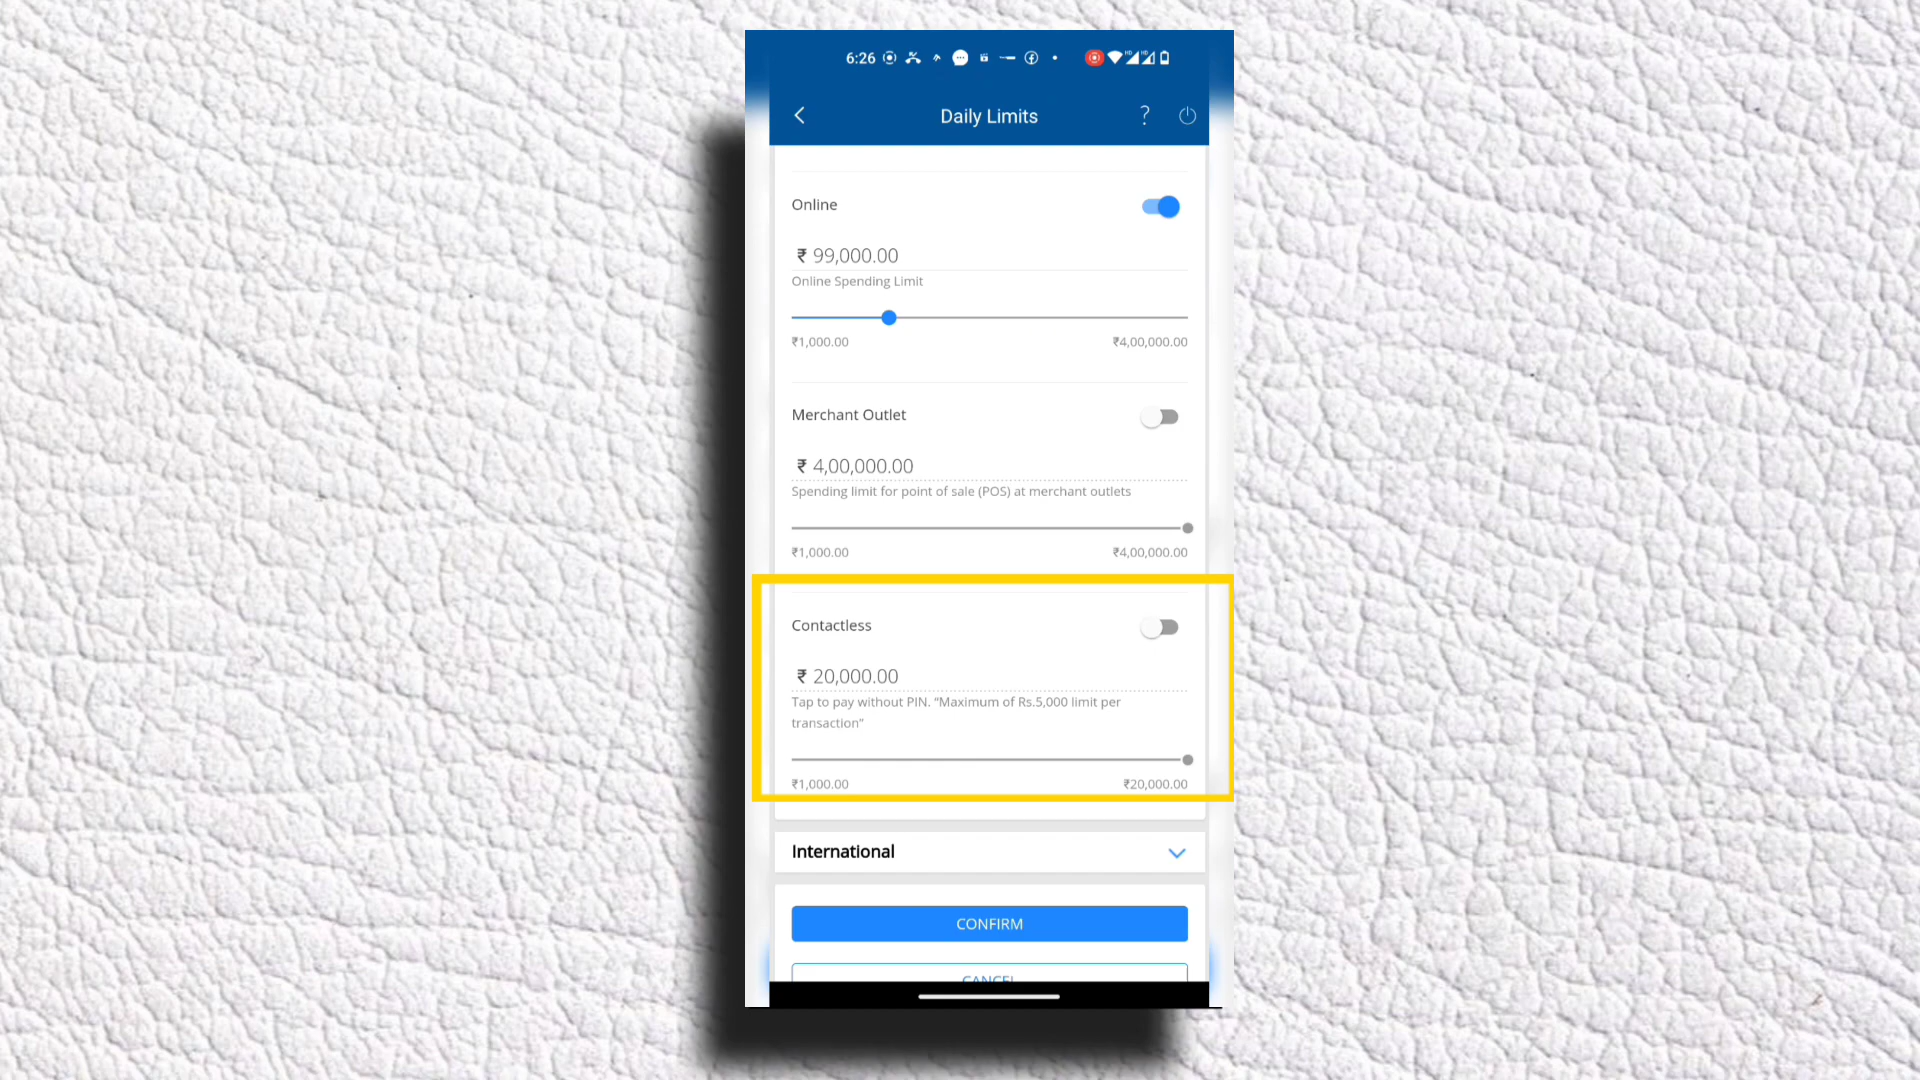 6:26
Daily Limits ?
Online
₹ 99,000.00
Online Spending Limit
₹1,000.00 ₹4,00,000.00
Merchant Outlet
₹ 4,00,000.00
Spending limit for point of sale (POS) at merchant outlets
₹1,000.00 ₹4,00,000.00
Contactless
₹ 20,000.00
Tap to pay without PIN. “Maximum of Rs.5,000 limit per
transaction”
₹1,000.00 ₹20,000.00
International
CONFIRM
CANCEL